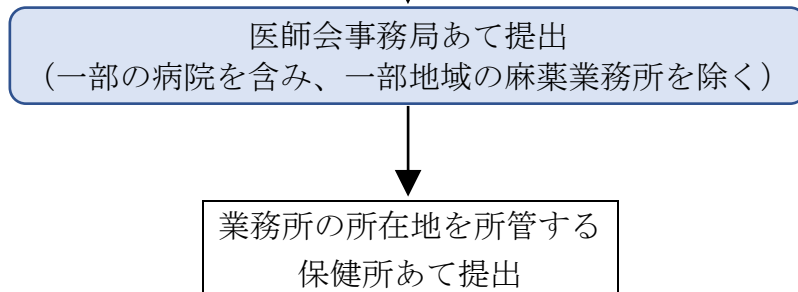 医師会事務局あて提出
（一部の病院を含み、一部地域の麻薬業務所を除く）
業務所の所在地を所管する
保健所あて提出